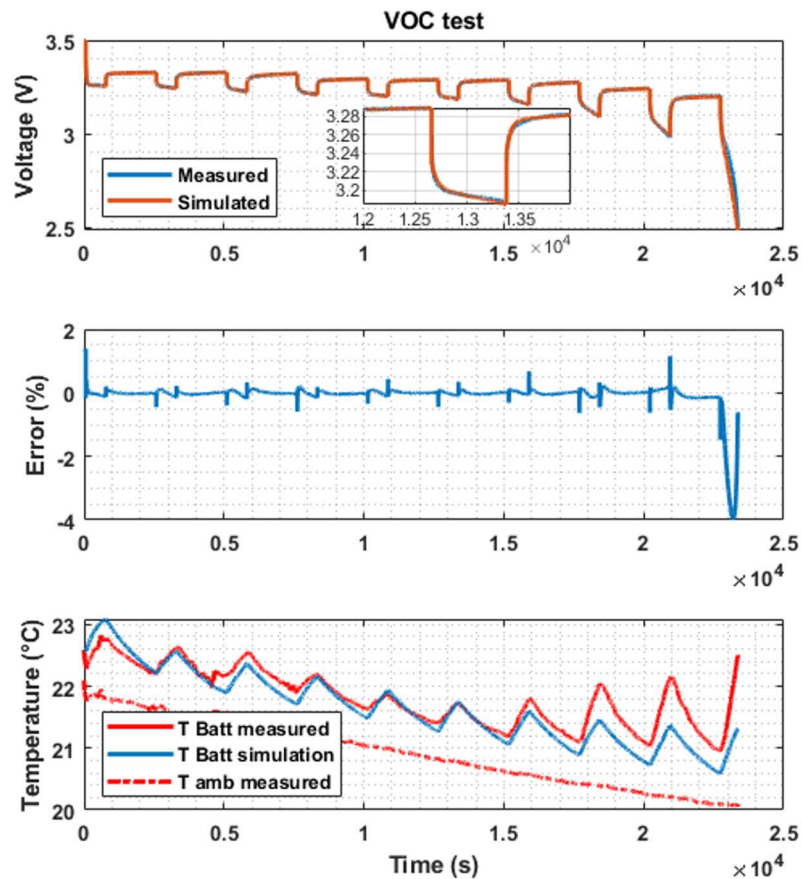 VOC test
3.5
3
2.5
Voltage (V)
Measured
Simulated
3.28
3.26
3.24
3.22
3.2
1.2 1.25 1.3 1.35
×10⁴
0 0.5 1 1.5 2 2.5
×10⁴
2
0
-2
-4
Error (%)
0 0.5 1 1.5 2 2.5
×10⁴
23
22
21
20
Temperature (°C)
T Batt measured
T Batt simulation
T amb measured
0 0.5 1 1.5 2 2.5
×10⁴
Time (s)